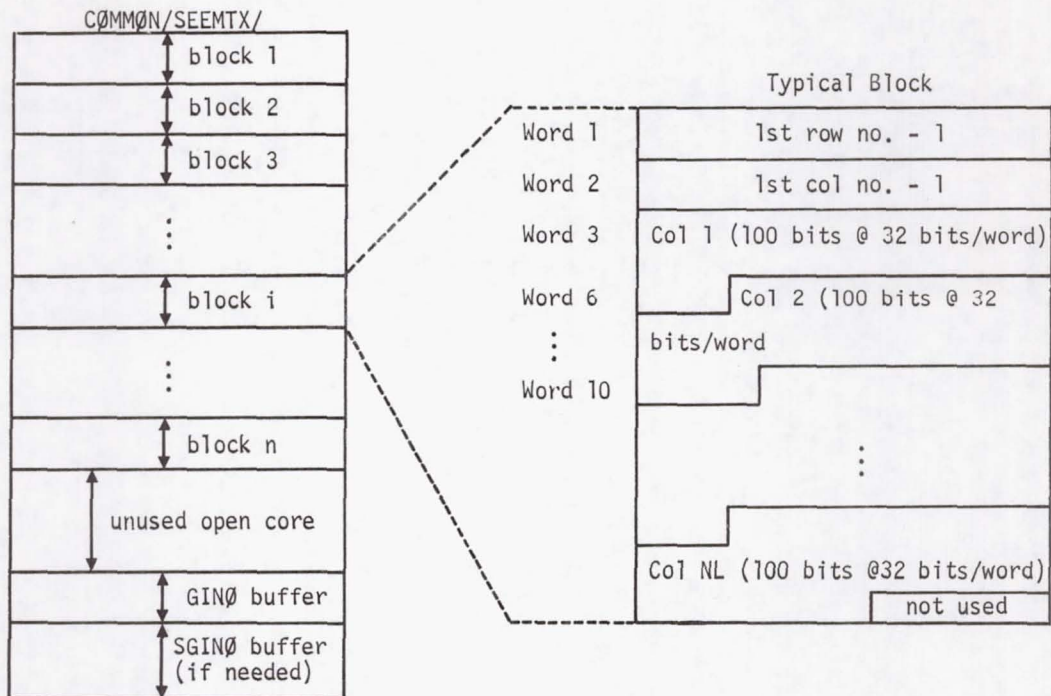 CØMMØN/SEEMTX/
block 1
block 2
block 3
block i
block n
unused open core
GINØ buffer
SGINØ buffer
(if needed)
Typical Block
Word 1
1st row no. - 1
Word 2
1st col no. - 1
Word 3
Col 1 (100 bits @ 32 bits/word)
Word 6
Col 2 (100 bits @ 32
bits/word
Word 10
Col NL (100 bits @32 bits/word)
not used